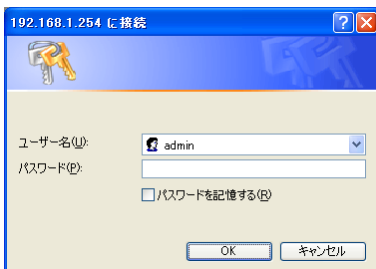 192.168.1.254 に接続
ユーザー名(U):
admin
パスワード(P):
パスワードを記憶する(R)
OK
キャンセル